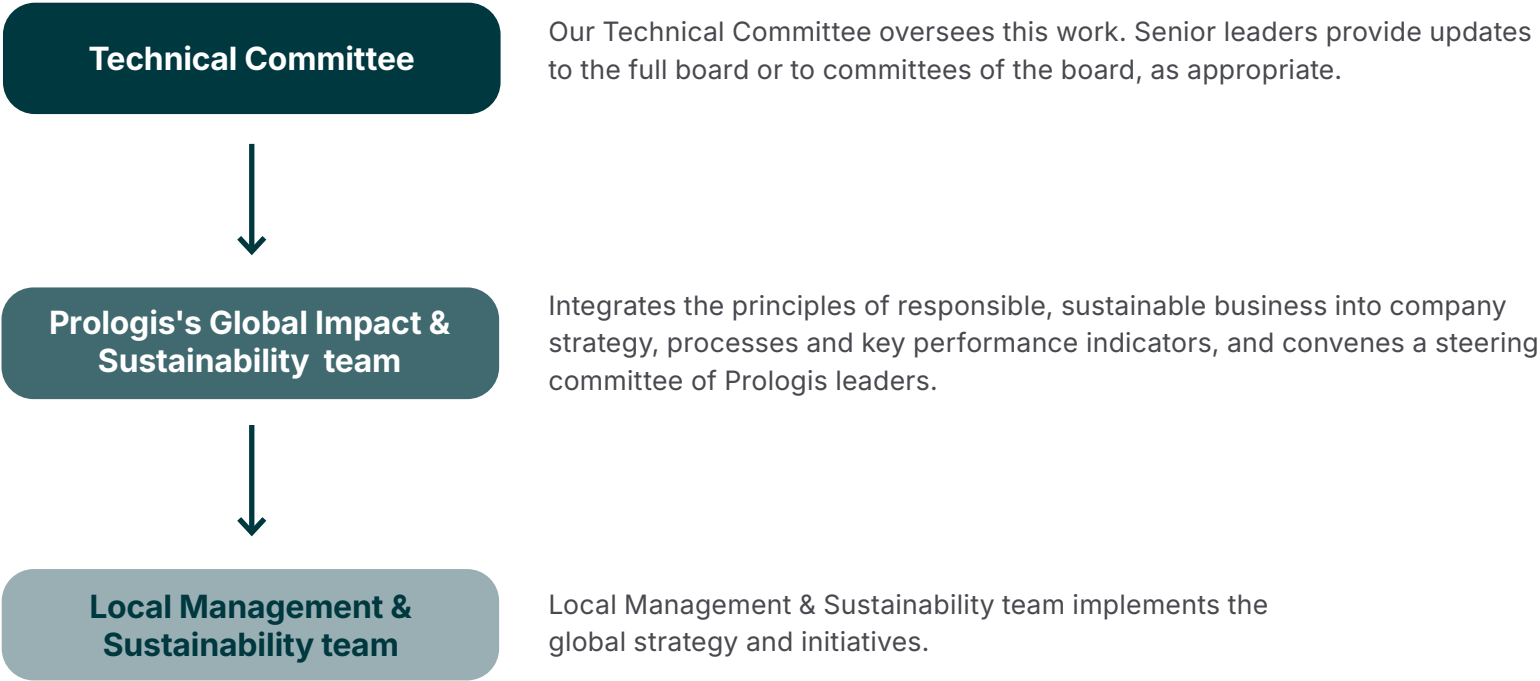 Technical Committee
Our Technical Committee oversees this work. Senior leaders provide updates
to the full board or to committees of the board, as appropriate.
Prologis's Global Impact &
Sustainability  team
Integrates the principles of responsible, sustainable business into company
strategy, processes and key performance indicators, and convenes a steering
committee of Prologis leaders.
Local Management &
Sustainability team
Local Management & Sustainability team implements the
global strategy and initiatives.